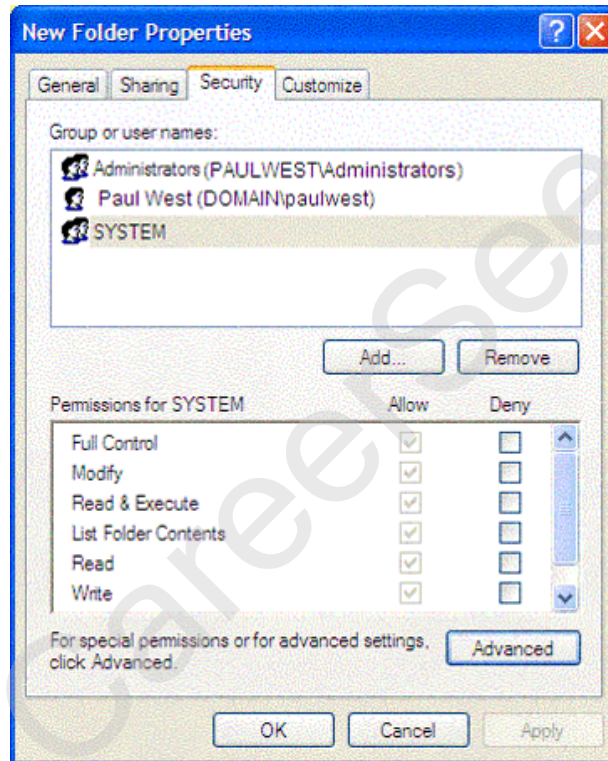 New Folder Properties
General Sharing Security Customize
Group or user names:
Administrators (PAULWEST\Administrators)
Paul West (DOMAIN\paulwest)
SYSTEM
Add... Remove
Permissions for SYSTEM Allow Deny
Full Control
Modify
Read & Execute
List Folder Contents
Read
Write
For special permissions or for advanced settings,
click Advanced.
Advanced
OK Cancel Apply
CareerSee